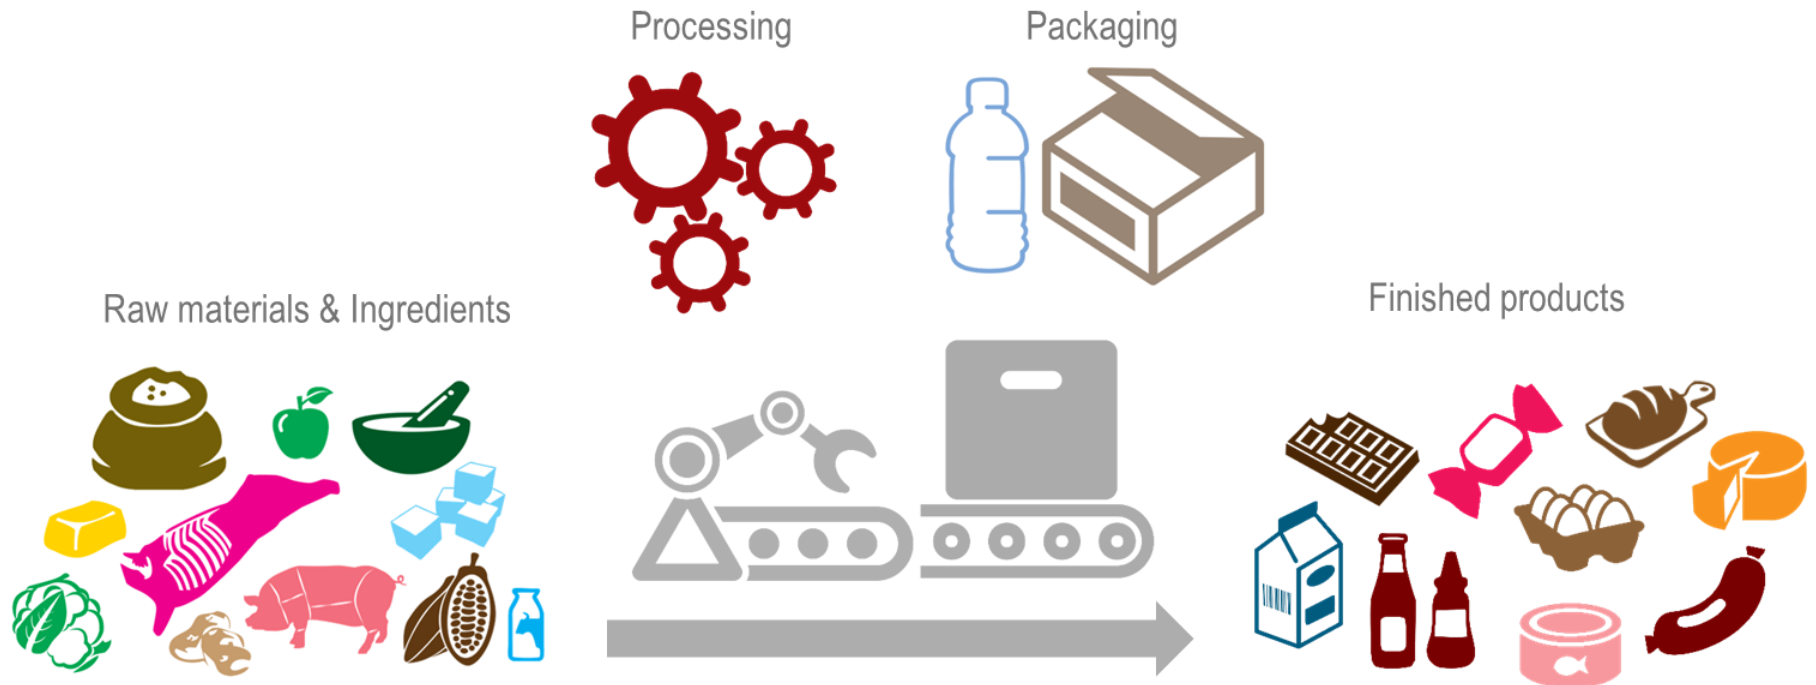 Processing
Packaging
Raw materials & Ingredients
Finished products